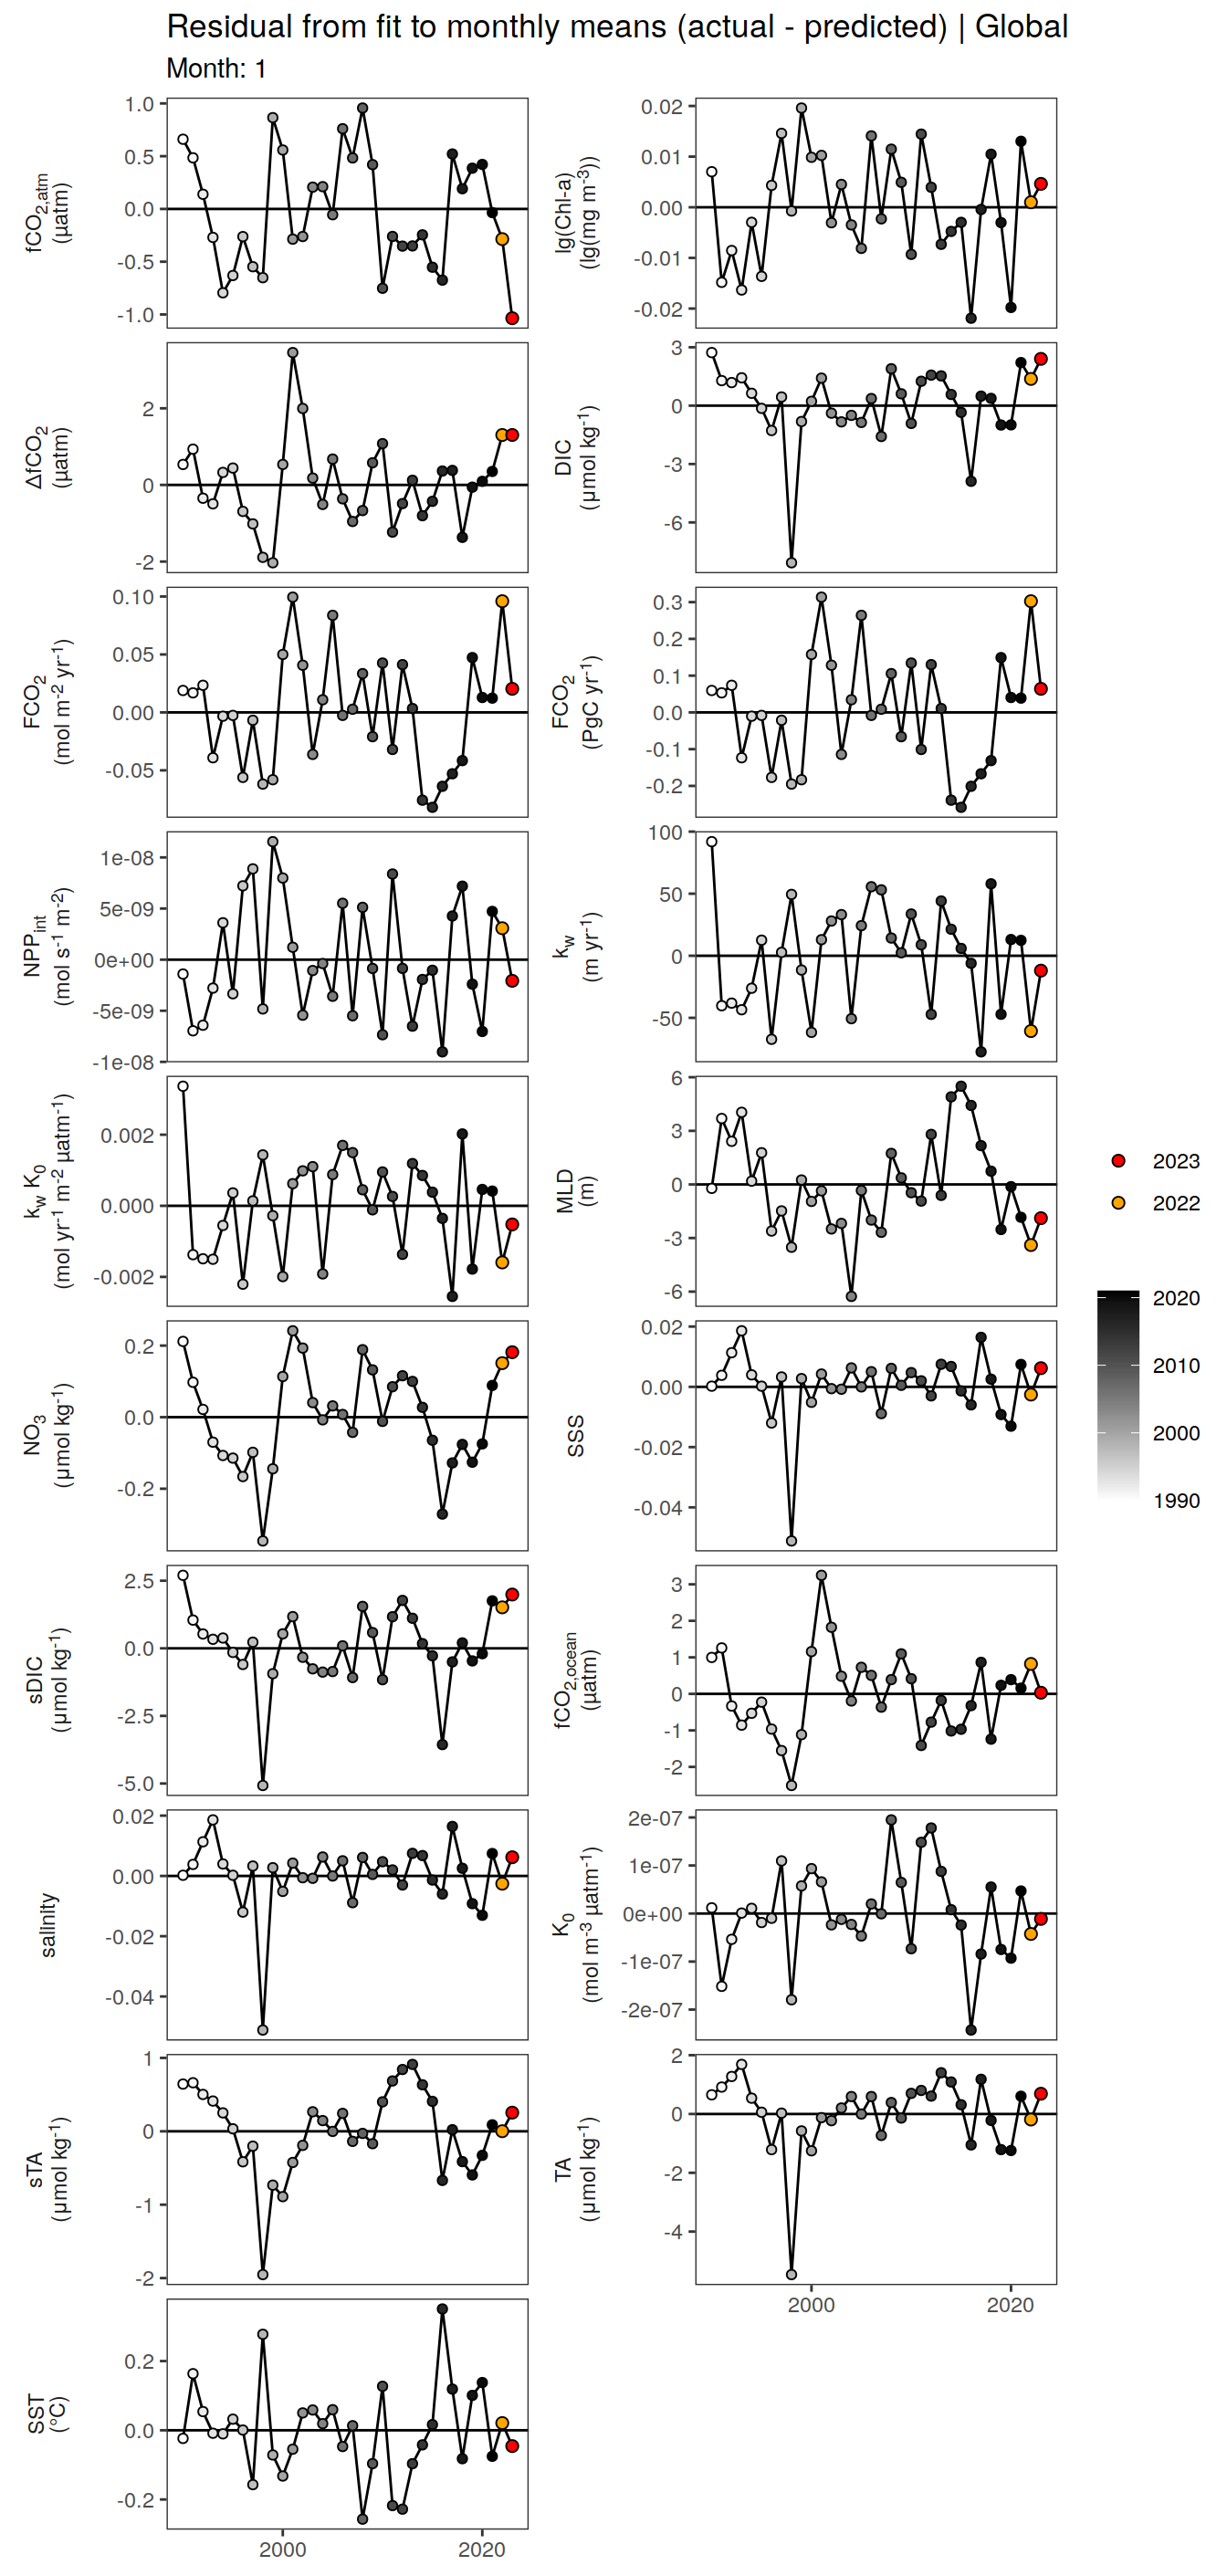 Residual from fit to monthly means (actual - predicted) | Global
Month: 1
fCO2,atm
(µatm)
1.0
0.5
0.0
-0.5
-1.0
lg(Chl-a)
(lg(mg m-3))
0.02
0.01
0.00
-0.01
-0.02
ΔfCO2
(µatm)
2
0
-2
DIC
(µmol kg-1)
3
0
-3
-6
FCO2
(mol m-2 yr-1)
0.10
0.05
0.00
-0.05
FCO2
(PgC yr-1)
0.3
0.2
0.1
0.0
-0.1
-0.2
NPPint
(mol s-1 m-2)
1e-08
5e-09
0e+00
-5e-09
-1e-08
kw
(m yr-1)
100
50
0
-50
kw K0
(mol yr-1 m-2 µatm-1)
0.002
0.000
-0.002
MLD
(m)
6
3
0
-3
-6
NO3
(µmol kg-1)
0.2
0.0
-0.2
SSS
0.02
0.00
-0.02
-0.04
sDIC
(µmol kg-1)
2.5
0.0
-2.5
-5.0
fCO2,ocean
(µatm)
3
2
1
0
-1
-2
salinity
0.02
0.00
-0.02
-0.04
K0
(mol m-3 µatm-1)
2e-07
1e-07
0e+00
-1e-07
-2e-07
sTA
(µmol kg-1)
1
0
-1
-2
TA
(µmol kg-1)
2
0
-2
-4
2000
2020
SST
(°C)
0.2
0.0
-0.2
2000
2020
2023
2022
2020
2010
2000
1990